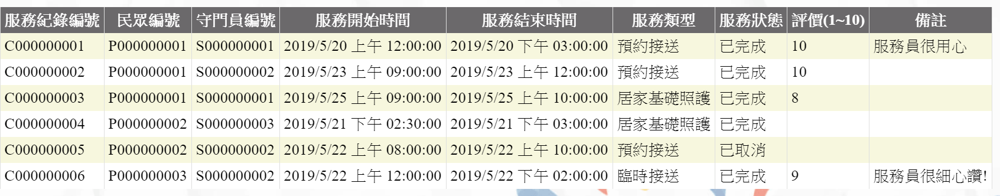 服務紀錄編號 民眾編號 守門員編號 服務開始時間 服務結束時間 服務類型 服務狀態 評價(1~10) 備註
C000000001 P000000001 S000000001 2019/5/20 上午 12:00:00 2019/5/20 下午 03:00:00 預約接送 已完成 10 服務員很用心
C000000002 P000000001 S000000002 2019/5/23 上午 09:00:00 2019/5/23 上午 12:00:00 預約接送 已完成 10
C000000003 P000000001 S000000001 2019/5/25 上午 09:00:00 2019/5/25 上午 10:00:00 居家基礎照護 已完成 8
C000000004 P000000002 S000000003 2019/5/21 下午 02:30:00 2019/5/21 下午 03:00:00 居家基礎照護 已完成
C000000005 P000000002 S000000002 2019/5/22 上午 08:00:00 2019/5/22 上午 10:00:00 預約接送 已取消
C000000006 P000000003 S000000002 2019/5/22 上午 12:00:00 2019/5/22 下午 02:00:00 臨時接送 已完成 9 服務員很細心讚!